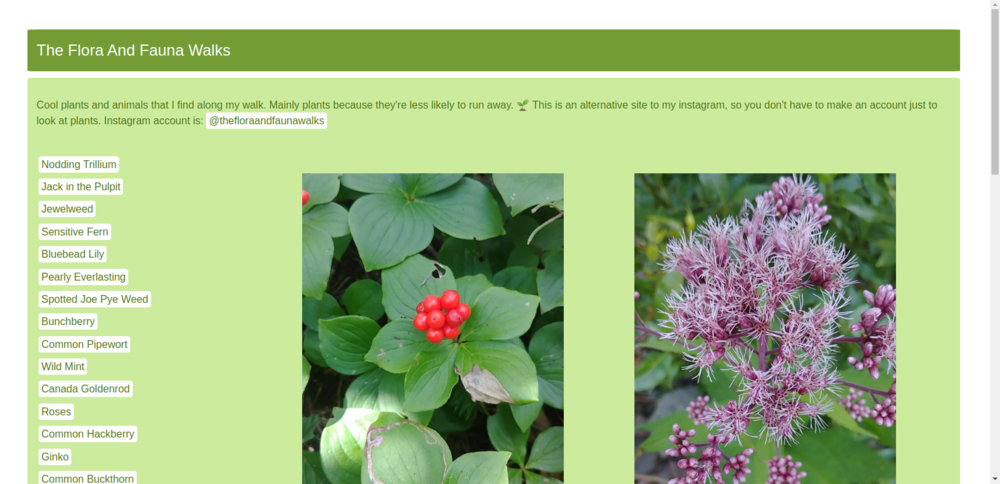 The Flora And Fauna Walks
Cool plants and animals that I find along my walk. Mainly plants because they're less likely to run away. 🌱 This is an alternative site to my instagram, so you don't have to make an account just to
look at plants. Instagram account is: @thefloraandfaunawalks
Nodding Trillium
Jack in the Pulpit
Jewelweed
Sensitive Fern
Bluebead Lily
Pearly Everlasting
Spotted Joe Pye Weed
Bunchberry
Common Pipewort
Wild Mint
Canada Goldenrod
Roses
Common Hackberry
Ginko
Common Buckthorn